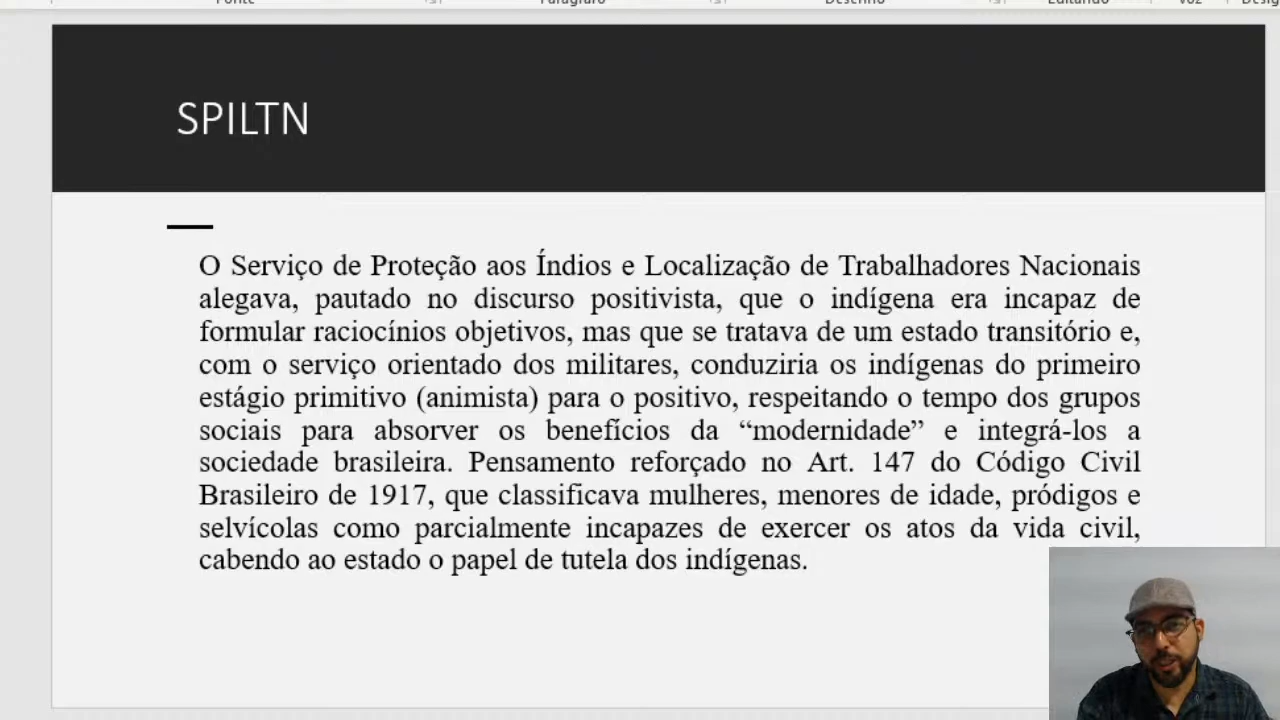 Fonte Parágrafo Desenho Editando Voz
SPILTN
O Serviço de Proteção aos Índios e Localização de Trabalhadores Nacionais
alegava, pautado no discurso positivista, que o indígena era incapaz de
formular raciocínios objetivos, mas que se tratava de um estado transitório e,
com o serviço orientado dos militares, conduziria os indígenas do primeiro
estágio primitivo (animista) para o positivo, respeitando o tempo dos grupos
sociais para absorver os benefícios da “modernidade” e integrá-los a
sociedade brasileira. Pensamento reforçado no Art. 147 do Código Civil
Brasileiro de 1917, que classificava mulheres, menores de idade, pródigos e
selvícolas como parcialmente incapazes de exercer os atos da vida civil,
cabendo ao estado o papel de tutela dos indígenas.